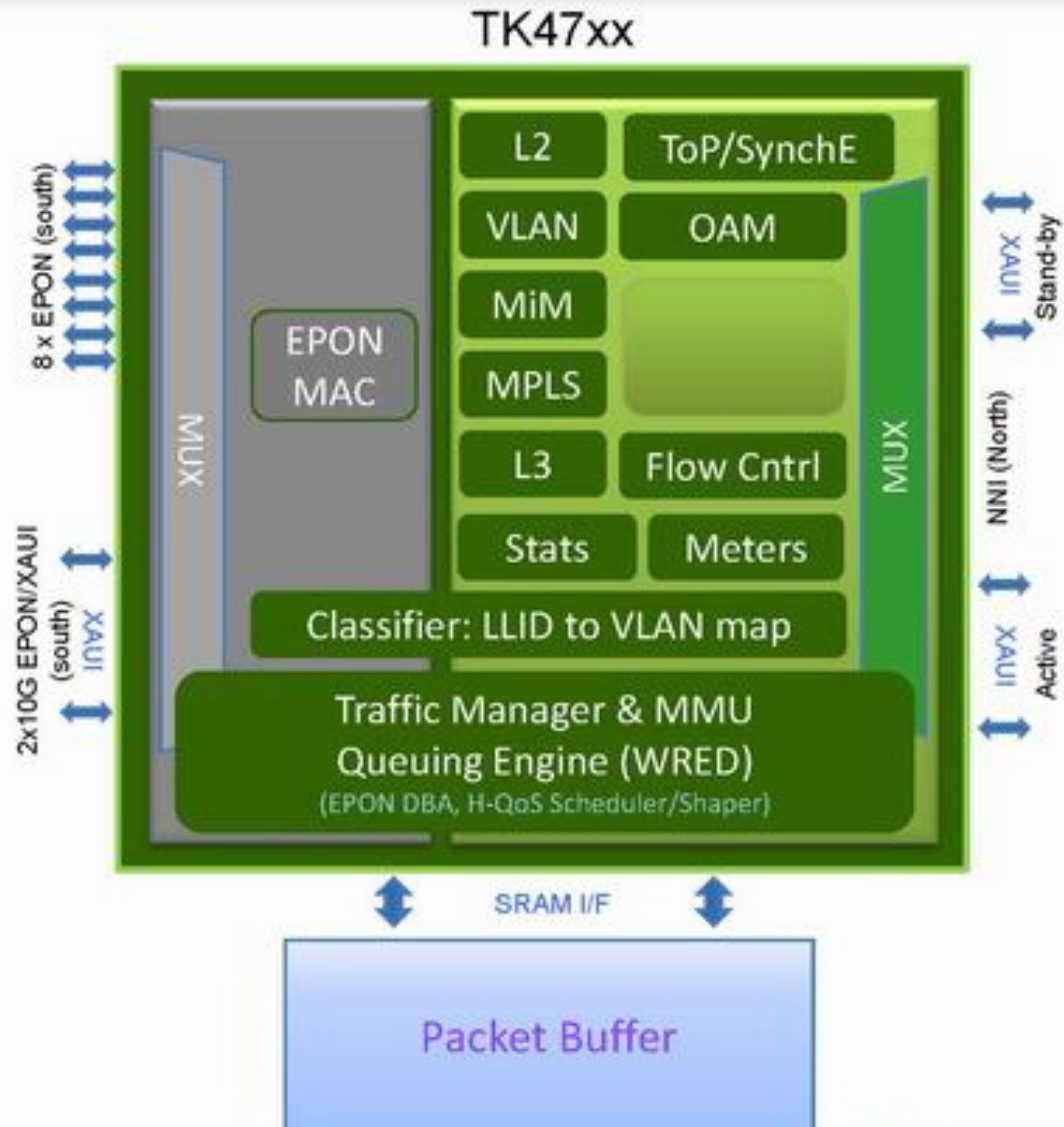 TK47xx
8 x EPON (south)
2x10G EPON/XAUI
(south)
XAUI
MUX
EPON
MAC
L2
ToP/SynchE
VLAN
OAM
MiM
MPLS
L3
Flow Cntrl
Stats
Meters
Classifier: LLID to VLAN map
Traffic Manager & MMU
Queuing Engine (WRED)
(EPON DBA, H-QoS Scheduler/Shaper)
MUX
XAUI
Stand-by
NNI (North)
XAUI
Active
SRAM I/F
Packet Buffer